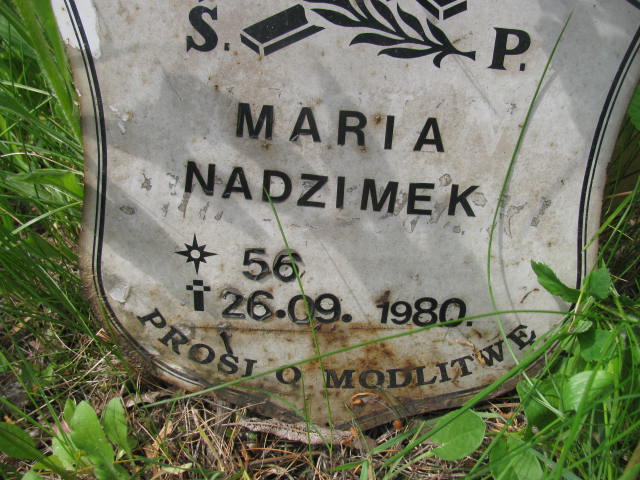 Ś. P.
MARIA
NADZIMEK
56
26.09. 1980.
PROSI O MODLITWĘ